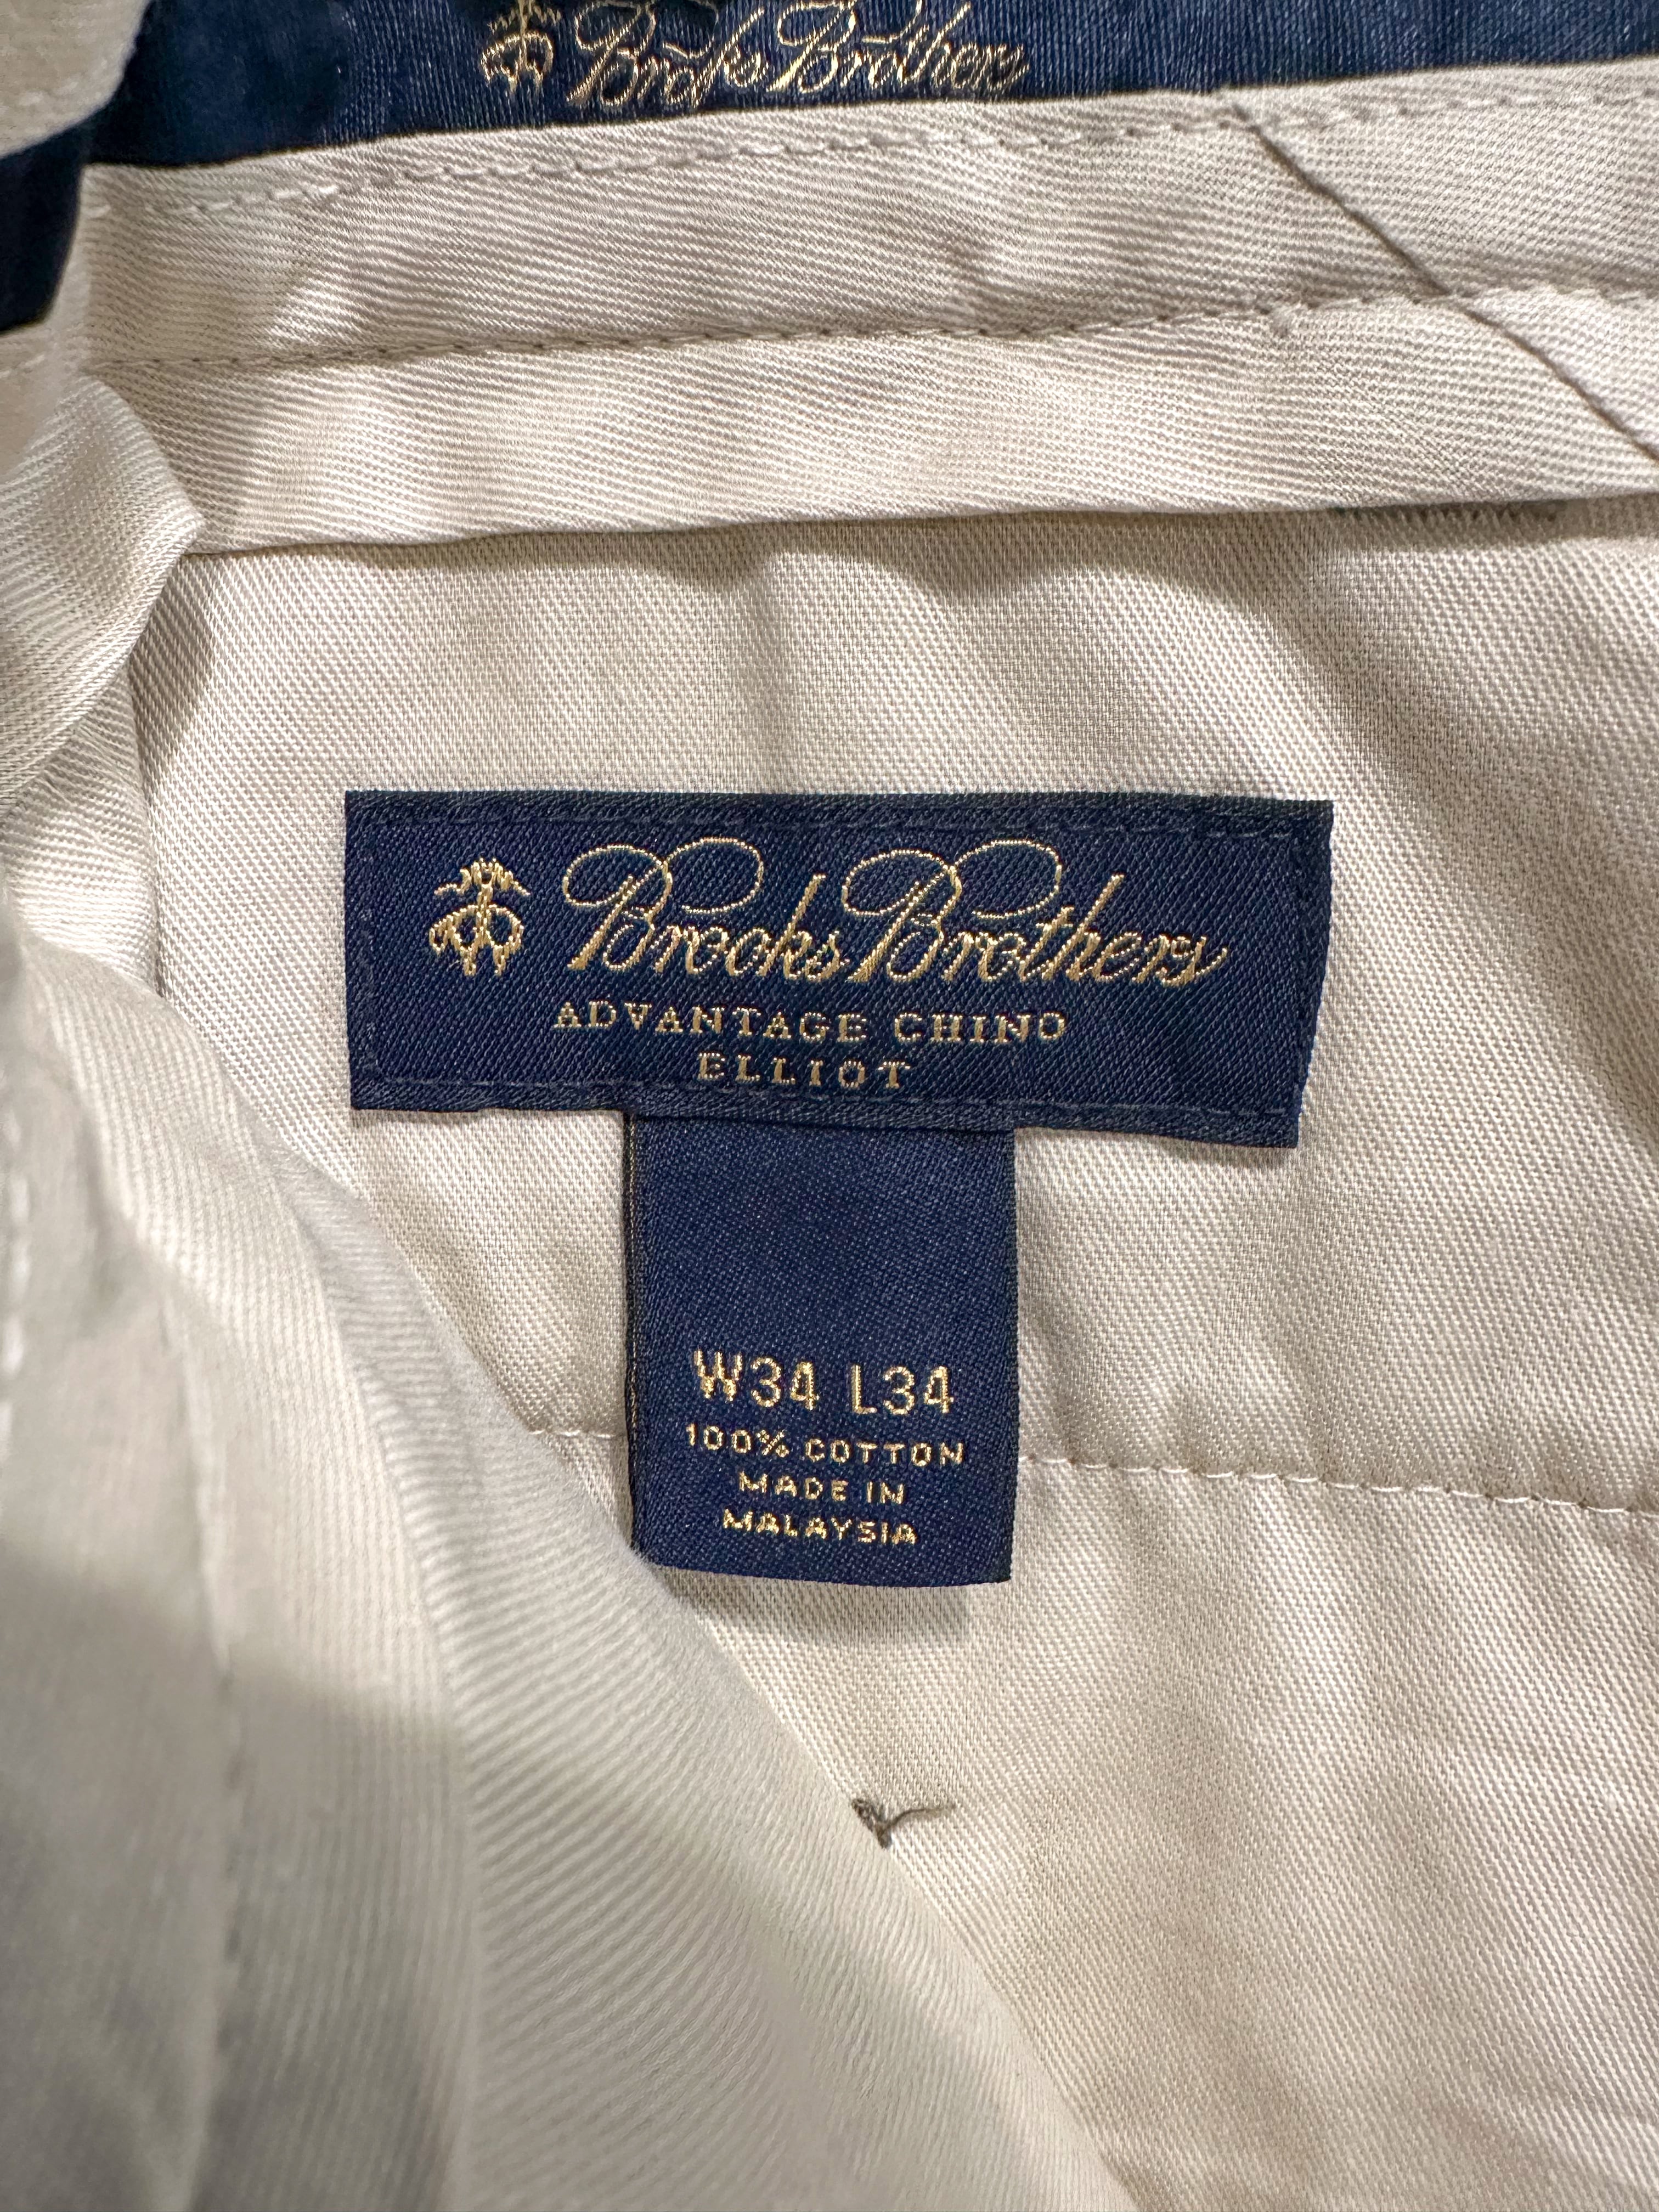 Brooks Brothers
Brooks Brothers
ADVANTAGE CHINO
ELLIOT
W34 L34
100% COTTON
MADE IN
MALAYSIA